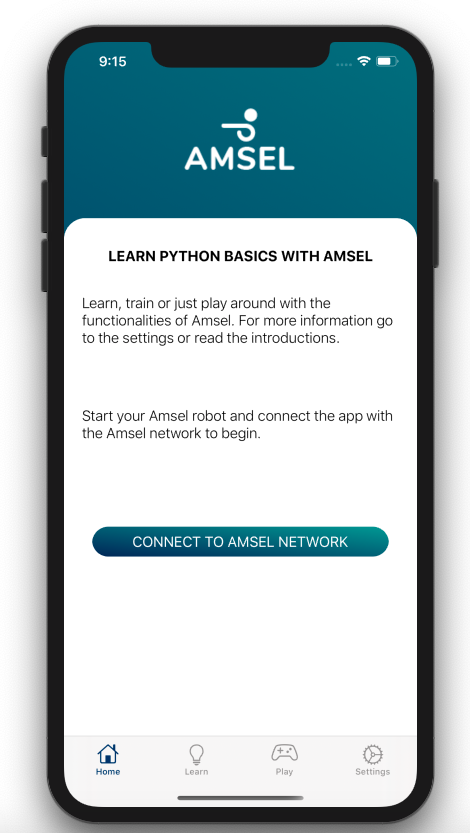 9:15
AMSEL
LEARN PYTHON BASICS WITH AMSEL
Learn, train or just play around with the
functionalities of Amsel. For more information go
to the settings or read the introductions.
Start your Amsel robot and connect the app with
the Amsel network to begin.
CONNECT TO AMSEL NETWORK
Home
Learn
Play
Settings